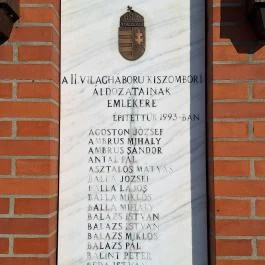 A II. VILÁGHÁBORÚ KISZOMBORI
ÁLDOZATAINAK
EMLÉKÉRE
ÉPÍTETTÜK 1993-BAN
ÁGOSTON JÓZSEF
AMBRUS MIHÁLY
AMBRUS SÁNDOR
ANTAL PÁL
ASZTALOS MÁTYÁS
BALLA JÓZSEF
BALLA LAJOS
BALLA MIKLÓS
BALLA MIHÁLY
BALÁZS ISTVÁN
BALÁZS ISTVÁN
BALÁZS MIKLÓS
BALÁZS PÁL
BÁLINT PÉTER